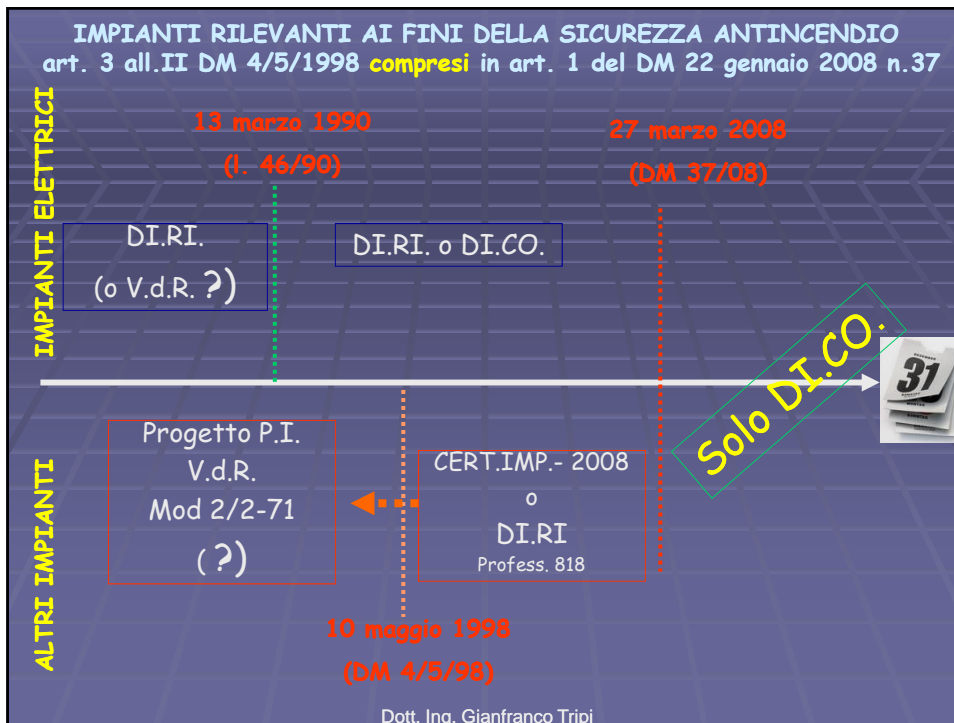 IMPIANTI RILEVANTI AI FINI DELLA SICUREZZA ANTINCENDIO
art. 3 all.II DM 4/5/1998 compresi in art. 1 del DM 22 gennaio 2008 n.37
IMPIANTI ELETTRICI
13 marzo 1990
(l. 46/90)
27 marzo 2008
(DM 37/08)
DI.RI.
(o V.d.R. ?)
DI.RI. o DI.CO.
Solo DI.CO.
31
ALTRI IMPIANTI
Progetto P.I.
V.d.R.
Mod 2/2-71
(?)
CERT.IMP.- 2008
o
DI.RI
Profess. 818
10 maggio 1998
(DM 4/5/98)
Dott. Ing. Gianfranco Tripi